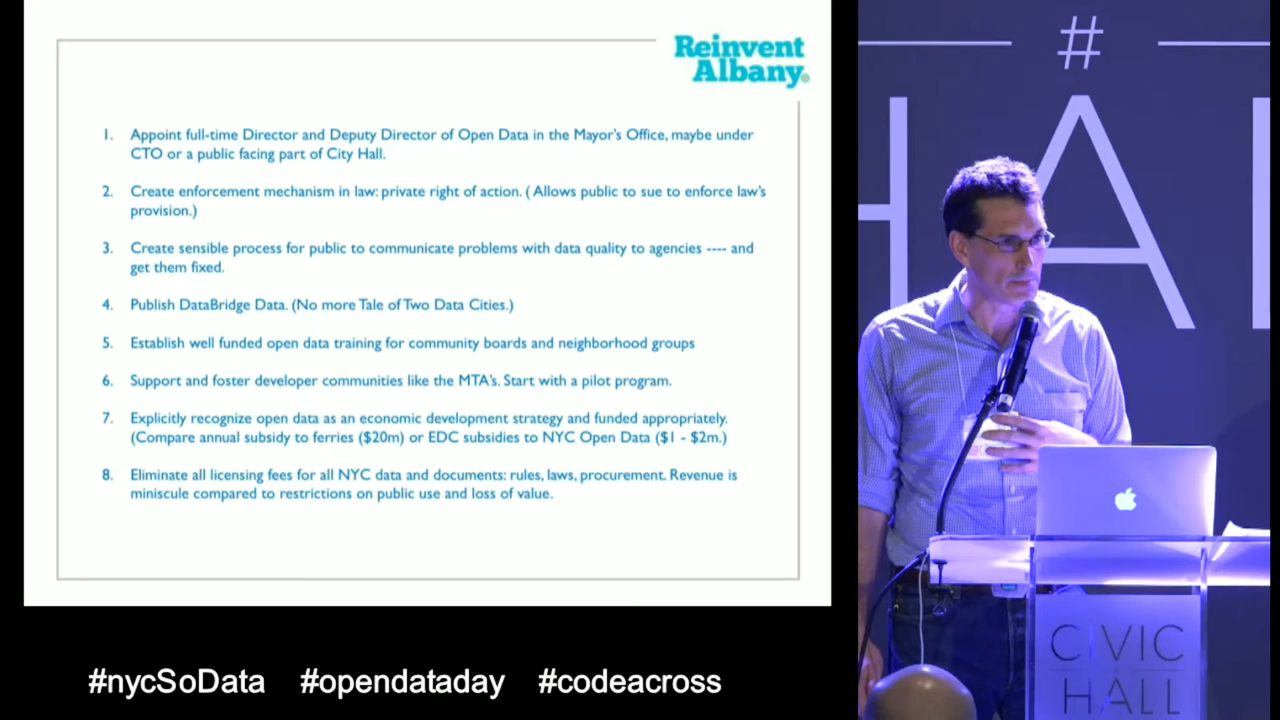 Reinvent
Albany
1. Appoint full-time Director and Deputy Director of Open Data in the Mayor's Office, maybe under
CTO or a public facing part of City Hall.
2. Create enforcement mechanism in law: private right of action. ( Allows public to sue to enforce law's
provision.)
3. Create sensible process for public to communicate problems with data quality to agencies ---- and
get them fixed.
4. Publish DataBridge Data. (No more Tale of Two Data Cities.)
5. Establish well funded open data training for community boards and neighborhood groups
6. Support and foster developer communities like the MTA's. Start with a pilot program.
7. Explicitly recognize open data as an economic development strategy and funded appropriately.
(Compare annual subsidy to ferries ($20m) or EDC subsidies to NYC Open Data ($1 - $2m.)
8. Eliminate all licensing fees for all NYC data and documents: rules, laws, procurement. Revenue is
miniscule compared to restrictions on public use and loss of value.
#nycSoData #opendataday #codeacross
#
HA
CIVIC
HALL